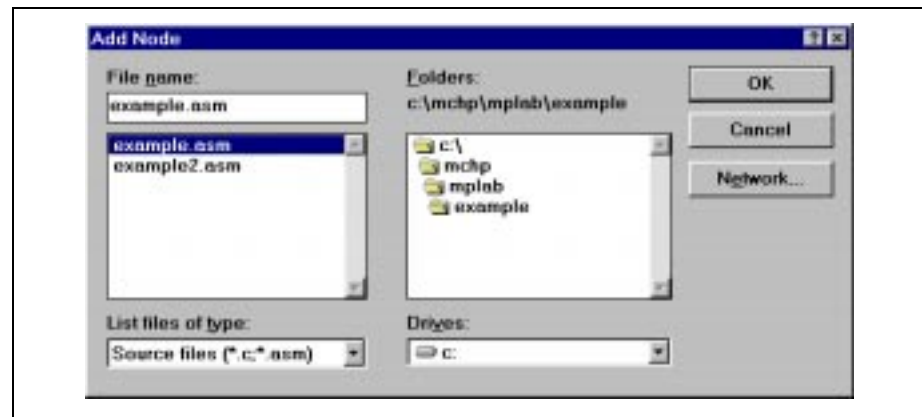 Add Node
File name:
example.asm
example.asm
example2.asm
List files of type:
Source files (*.c;*.asm)
Folders:
c:\mchp\mplab\example
c:\
mchp
mplab
example
Drives:
c:
OK
Cancel
Network...